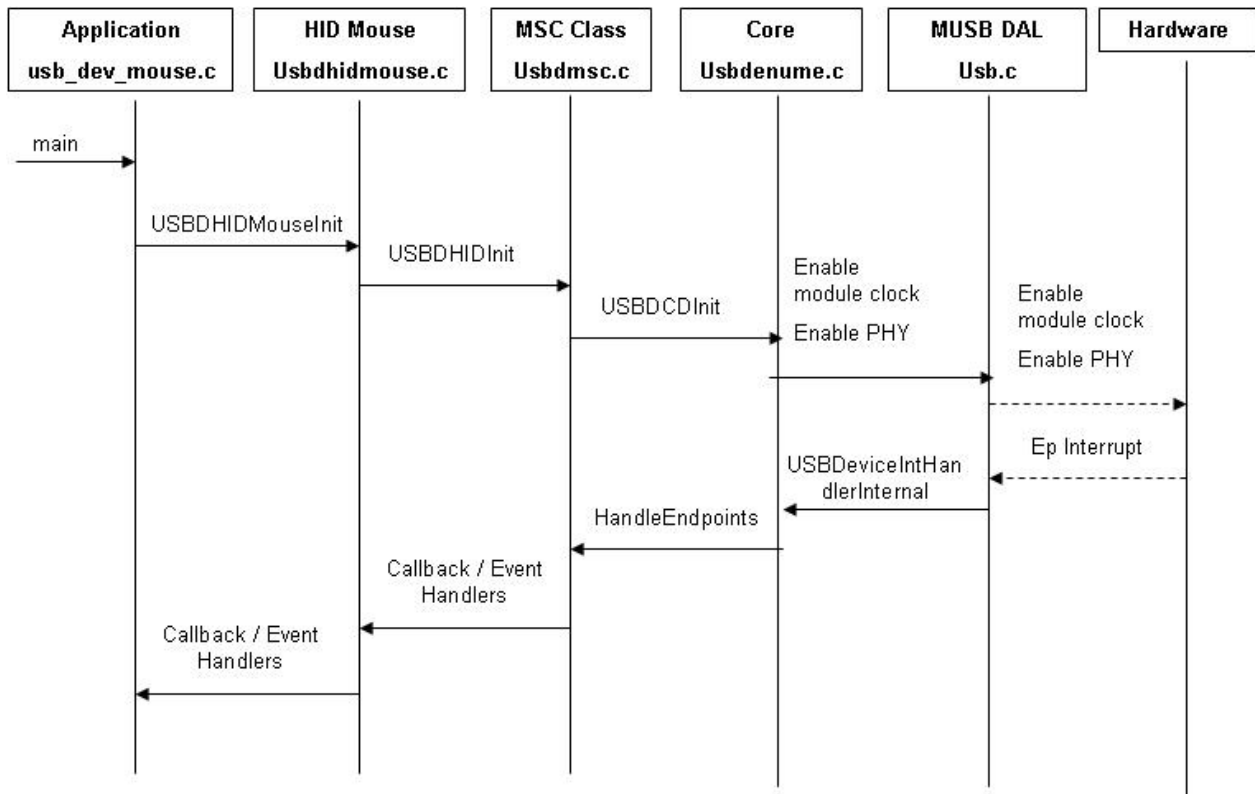 Application
usb_dev_mouse.c
HID Mouse
Usbdhidmouse.c
MSC Class
Usbdmsc.c
Core
Usbdenume.c
MUSB DAL
Usb.c
Hardware
main
USBDHIDMouseInit
USBDHIDInit
USBDCDInit
Enable
module clock
Enable PHY
Enable
module clock
Enable PHY
Ep Interrupt
USBDeviceIntHan
dlerInternal
HandleEndpoints
Callback / Event
Handlers
Callback / Event
Handlers